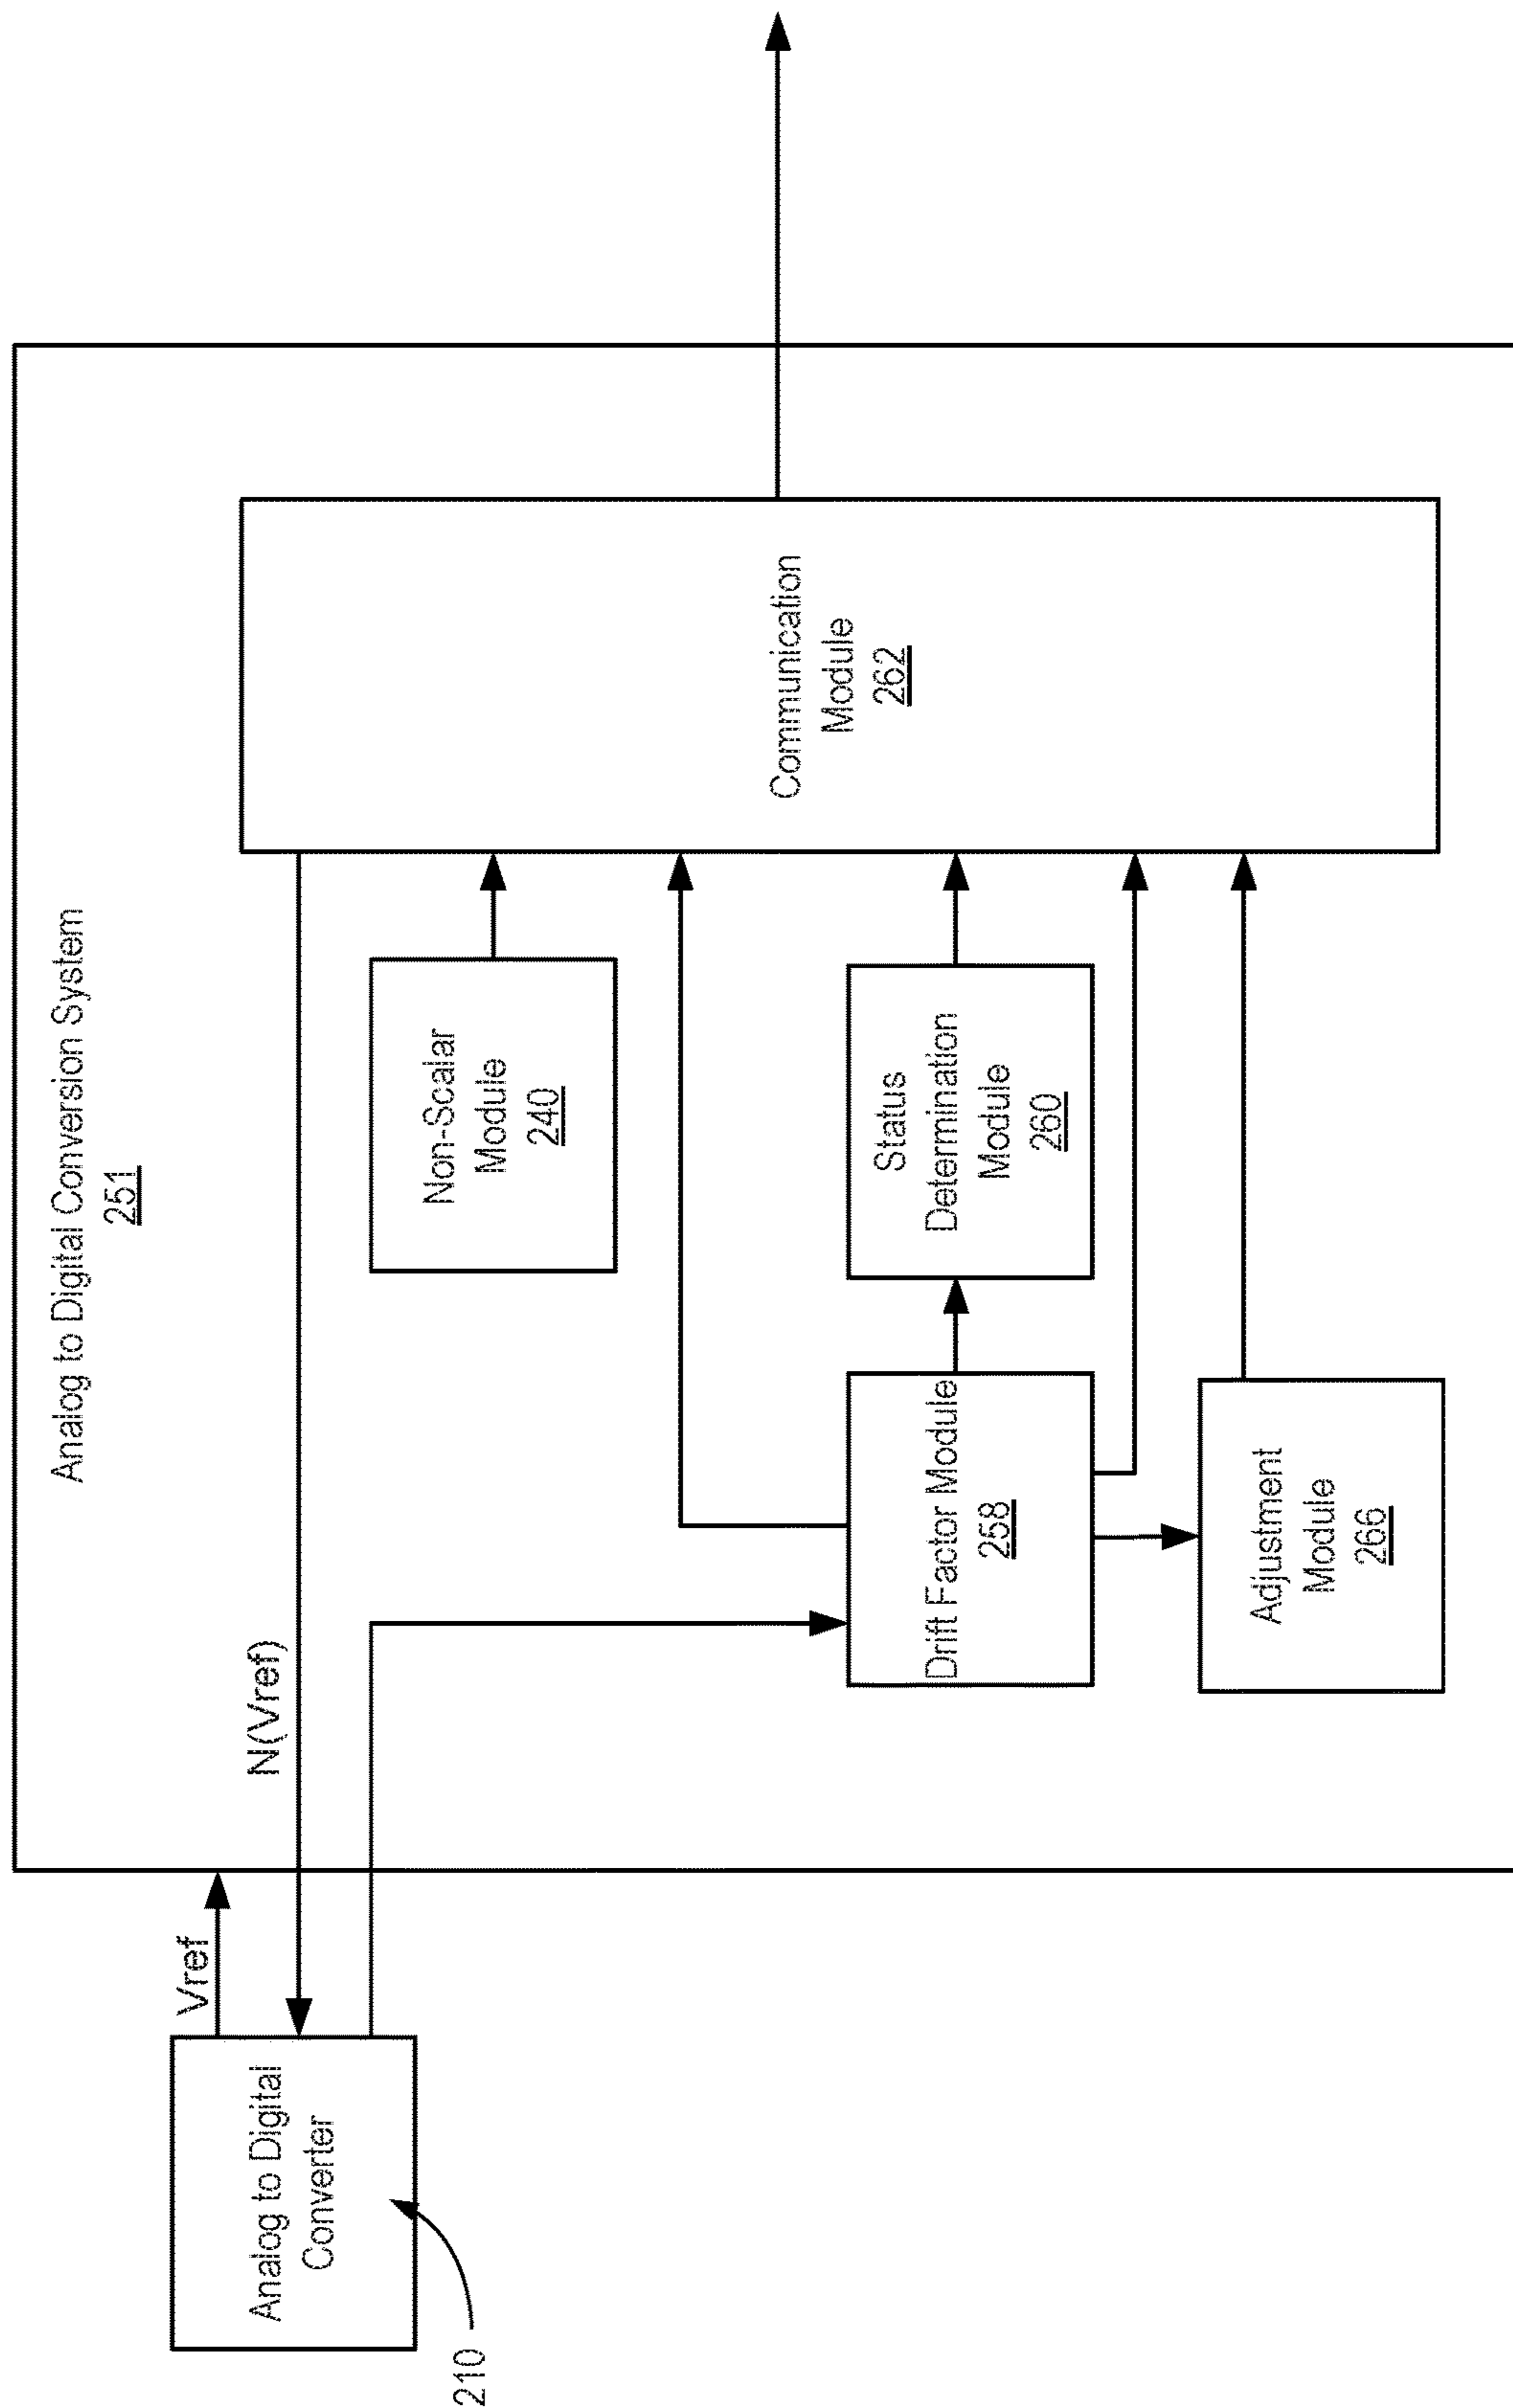 Analog to Digital Conversion System
251
Analog to Digital
Converter
210
Vref
N(Vref)
Non-Scalar
Module
240
Drift Factor Module
258
Status
Determination
Module
260
Adjustment
Module
266
Communication
Module
262